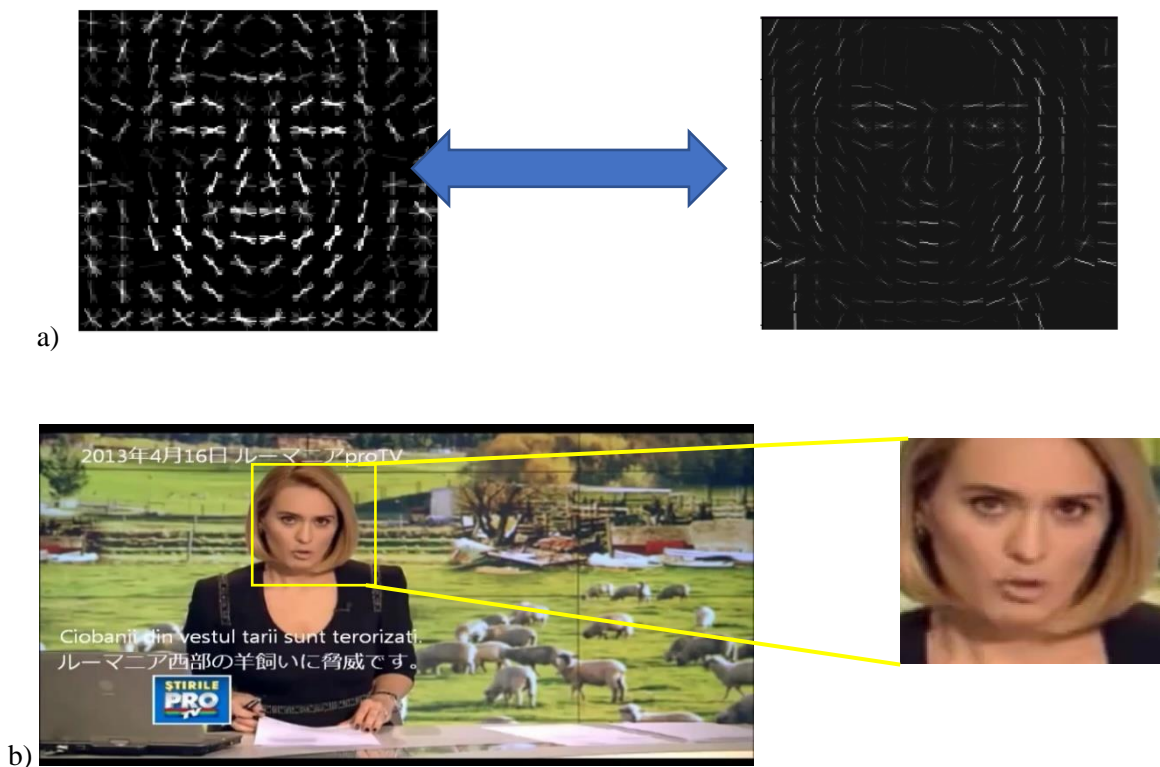 a)
2013年4月16日 ルーマニアproTV
Ciobanii din vestul tarii sunt terorizati.
ルーマニア西部の羊飼いに脅威です。
ŞTIRILE
PRO
TV
b)